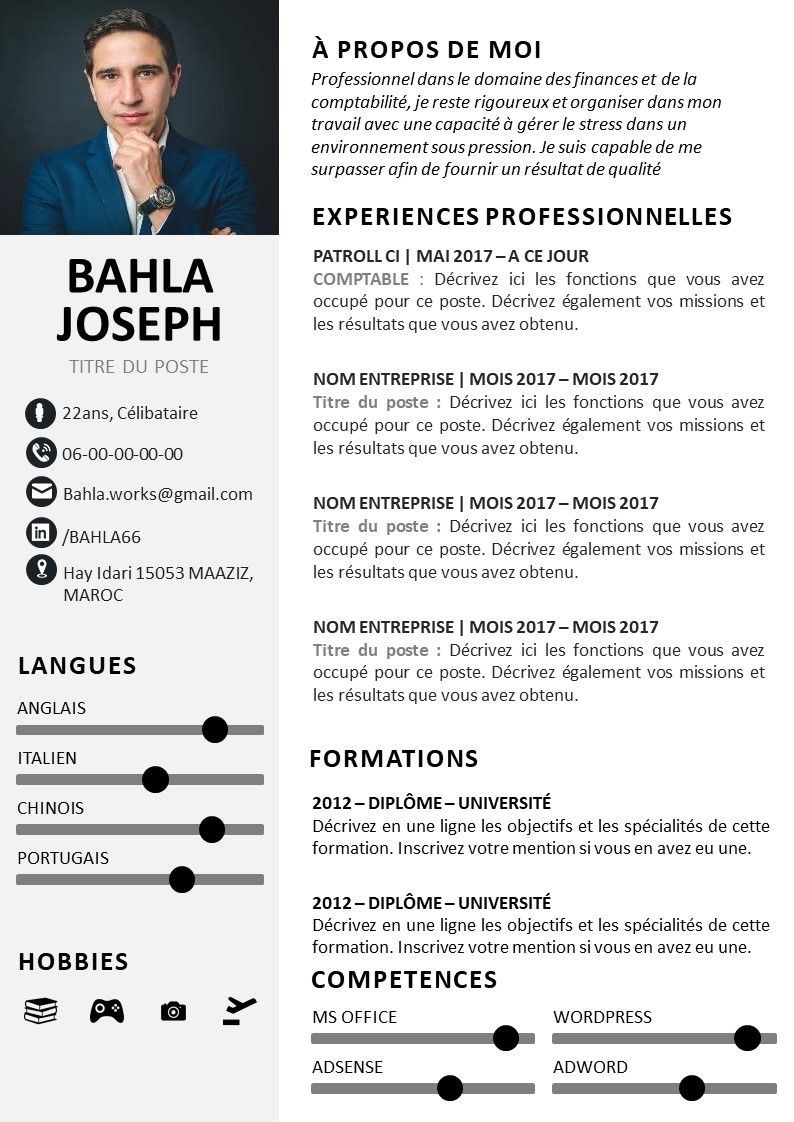 BAHLA
JOSEPH
TITRE DU POSTE
22ans, Célibataire
06-00-00-00-00
Bahla.works@gmail.com
in
/BAHLA66
Hay Idari 15053 MAAZIZ,
MAROC
LANGUES
ANGLAIS
ITALIEN
CHINOIS
PORTUGAIS
HOBBIES
À PROPOS DE MOI
Professionnel dans le domaine des finances et de la
comptabilité, je reste rigoureux et organiser dans mon
travail avec une capacité à gérer le stress dans un
environnement sous pression. Je suis capable de me
surpasser afin de fournir un résultat de qualité
EXPERIENCES PROFESSIONNELLES
PATROLL CI | MAI 2017 – A CE JOUR
COMPTABLE : Décrivez ici les fonctions que vous avez
occupé pour ce poste. Décrivez également vos missions et
les résultats que vous avez obtenu.
NOM ENTREPRISE | MOIS 2017 – MOIS 2017
Titre du poste : Décrivez ici les fonctions que vous avez
occupé pour ce poste. Décrivez également vos missions et
les résultats que vous avez obtenu.
NOM ENTREPRISE | MOIS 2017 – MOIS 2017
Titre du poste : Décrivez ici les fonctions que vous avez
occupé pour ce poste. Décrivez également vos missions et
les résultats que vous avez obtenu.
NOM ENTREPRISE | MOIS 2017 – MOIS 2017
Titre du poste : Décrivez ici les fonctions que vous avez
occupé pour ce poste. Décrivez également vos missions et
les résultats que vous avez obtenu.
FORMATIONS
2012 – DIPLÔME – UNIVERSITÉ
Décrivez en une ligne les objectifs et les spécialités de cette
formation. Inscrivez votre mention si vous en avez eu une.
2012 – DIPLÔME – UNIVERSITÉ
Décrivez en une ligne les objectifs et les spécialités de cette
formation. Inscrivez votre mention si vous en avez eu une.
COMPETENCES
MS OFFICE
WORDPRESS
ADSENSE
ADWORD